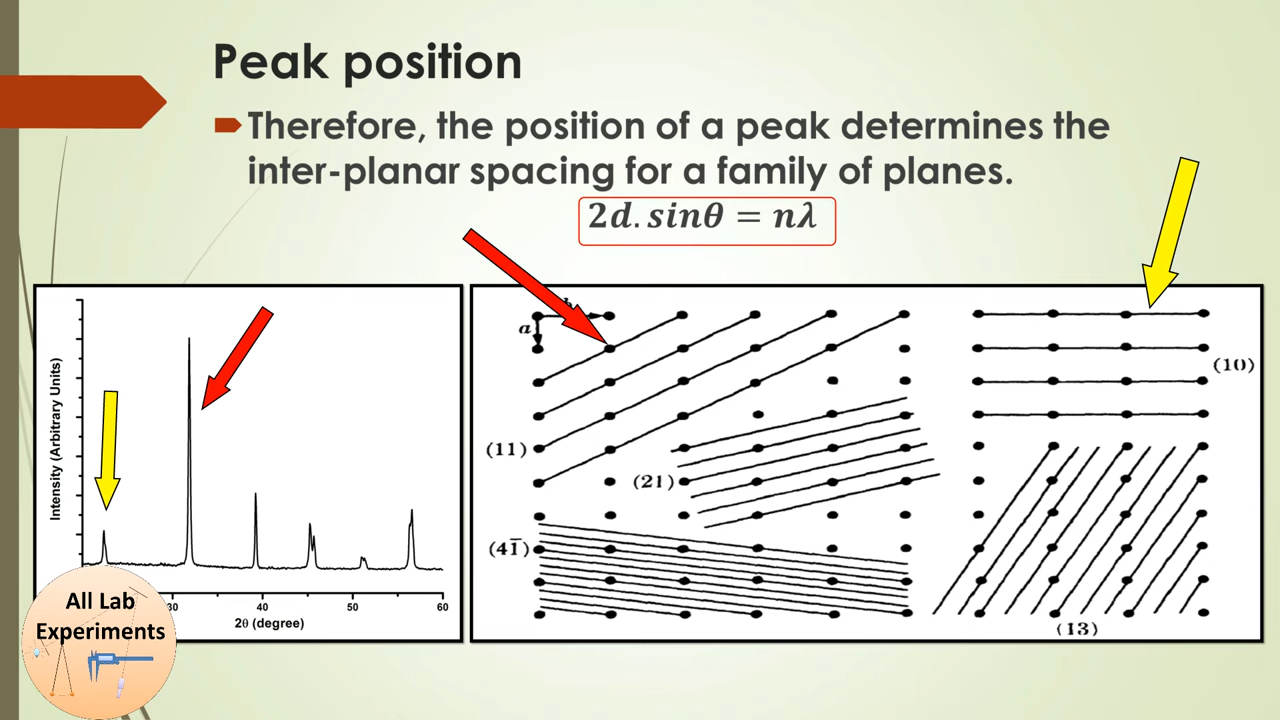 Peak position
Therefore, the position of a peak determines the
inter-planar spacing for a family of planes.
2d.sinθ = nλ
Intensity (Arbitrary Units)
30 40 50 60
2θ (degree)
All Lab
Experiments
a
(11)
(21)
(41̄)
(10)
(13)